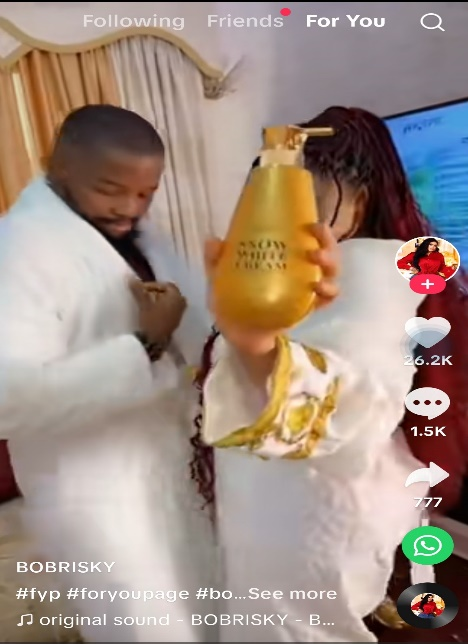 Following Friends For You
SNOW
WHITE
CREAM
26.2K
1.5K
777
BOBRISKY
#fyp #foryoupage #bo...See more
original sound - BOBRISKY - B...